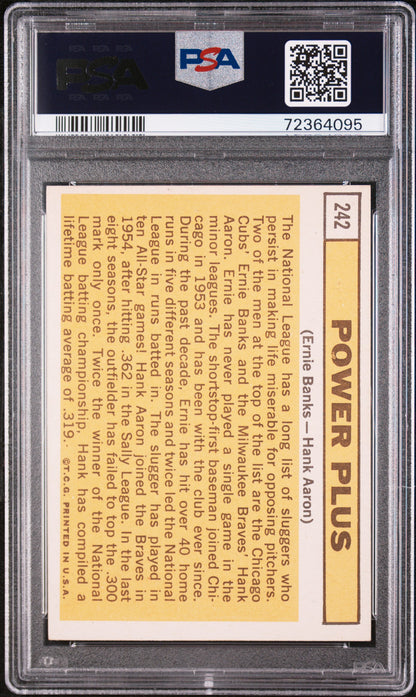 PSA
PSA
72364095
242
POWER PLUS
(Ernie Banks — Hank Aaron)
The National League has a long list of sluggers who
persist in making life miserable for opposing pitchers.
Two of the men at the top of the list are the Chicago
Cubs' Ernie Banks and the Milwaukee Braves' Hank
Aaron. Ernie has never played a single game in the
minor leagues. The shortstop-first baseman joined Chi-
cago in 1953 and has been with the club ever since.
During the past decade, Ernie has hit over 40 home
runs in five different seasons and twice led the National
League in runs batted in. The slugger has played in
ten All-Star games! Hank Aaron joined the Braves in
1954, after hitting .362 in the Sally League. In the last
eight seasons, the outfielder has failed to top the .300
mark only once. Twice the winner of the National
League batting championship, Hank has compiled a
lifetime batting average of .319.
©T.C.G. PRINTED IN U.S.A.